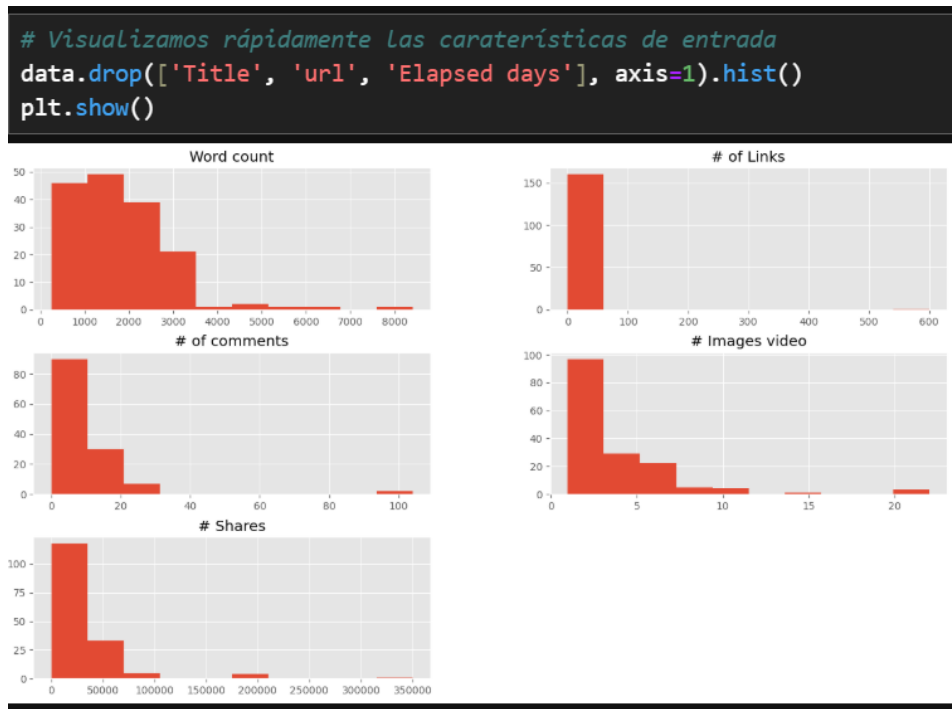 # Visualizamos rápidamente las caraterísticas de entrada
data.drop(['Title', 'url', 'Elapsed days'], axis=1).hist()
plt.show()
Word count
50
40
30
20
10
0
0 1000 2000 3000 4000 5000 6000 7000 8000
# of Links
150
100
50
0
0 100 200 300 400 500 600
# of comments
80
60
40
20
0
0 20 40 60 80 100
# Images video
100
80
60
40
20
0
0 5 10 15 20
# Shares
100
75
50
25
0
0 50000 100000 150000 200000 250000 300000 350000